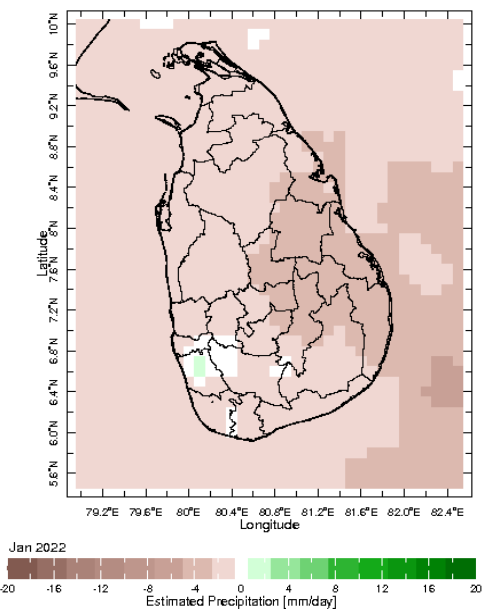 10°N
9.6°N
9.2°N
8.8°N
8.4°N
8°N
7.6°N
7.2°N
6.8°N
6.4°N
6.0°N
5.6°N
Latitude
79.2°E 79.6°E 80°E 80.4°E 80.8°E 81.2°E 81.6°E 82.0°E 82.4°E
Longitude
Jan 2022
-20 -16 -12 -8 -4 0 4 8 12 16 20
Estimated Precipitation [mm/day]